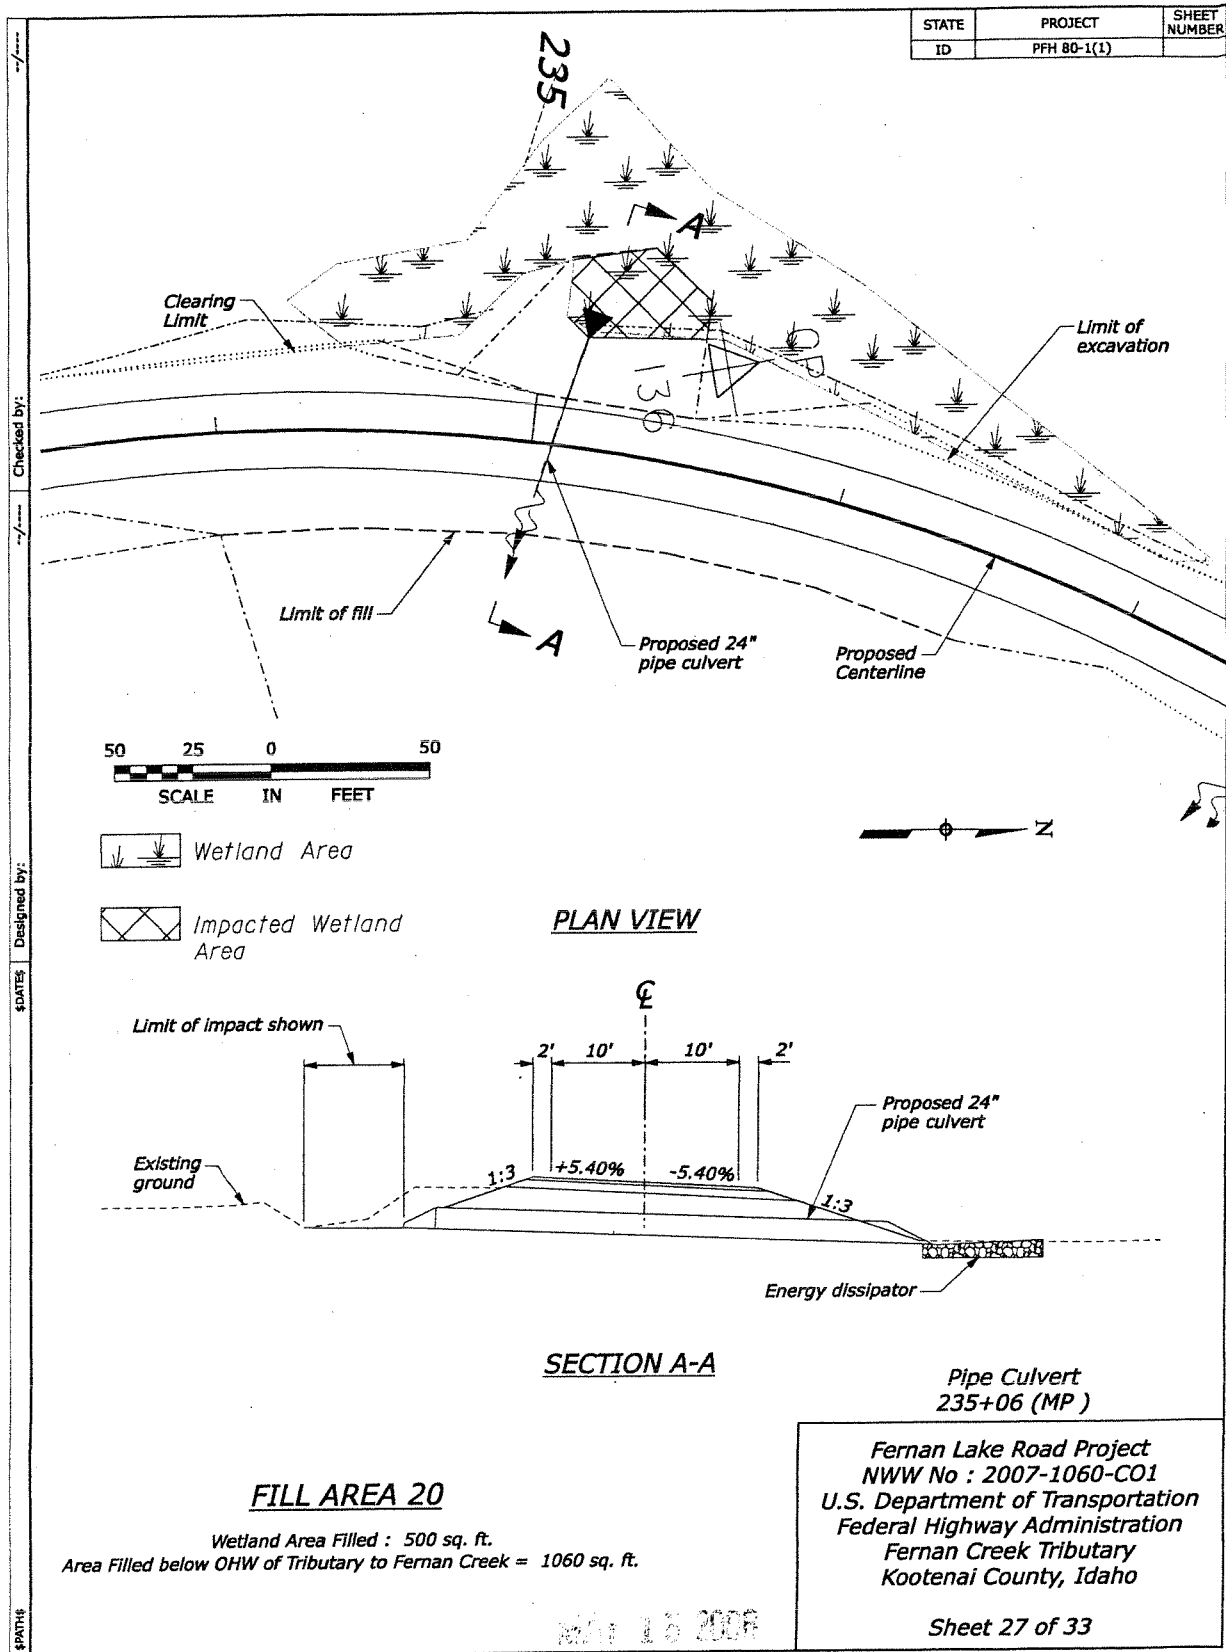 STATE PROJECT SHEET NUMBER
ID PFH 80-1(1)
235
A
Clearing
Limit
Limit of
excavation
GP
136
Limit of fill
A
Proposed 24"
pipe culvert
Proposed
Centerline
50 25 0 50
SCALE IN FEET
N
Wetland Area
Impacted Wetland
Area
PLAN VIEW
℄
Limit of impact shown
2' 10' 10' 2'
Proposed 24"
pipe culvert
Existing
ground
1:3 +5.40% -5.40% 1:3
Energy dissipator
SECTION A-A
Pipe Culvert
235+06 (MP )
FILL AREA 20
Wetland Area Filled : 500 sq. ft.
Area Filled below OHW of Tributary to Fernan Creek = 1060 sq. ft.
Fernan Lake Road Project
NWW No : 2007-1060-CO1
U.S. Department of Transportation
Federal Highway Administration
Fernan Creek Tributary
Kootenai County, Idaho
Sheet 27 of 33
--/----
Checked by:
--/----
Designed by:
$DATE$
$PATH$